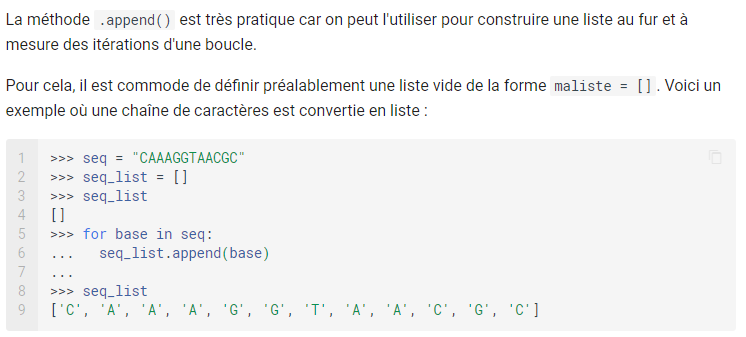 La méthode .append() est très pratique car on peut l'utiliser pour construire une liste au fur et à
mesure des itérations d'une boucle.
Pour cela, il est commode de définir préalablement une liste vide de la forme maliste = [] . Voici un
exemple où une chaîne de caractères est convertie en liste :
1 >>> seq = "CAAAGGTAACGC"
2 >>> seq_list = []
3 >>> seq_list
4 []
5 >>> for base in seq:
6 ...   seq_list.append(base)
7 ...
8 >>> seq_list
9 ['C', 'A', 'A', 'A', 'G', 'G', 'T', 'A', 'A', 'C', 'G', 'C']